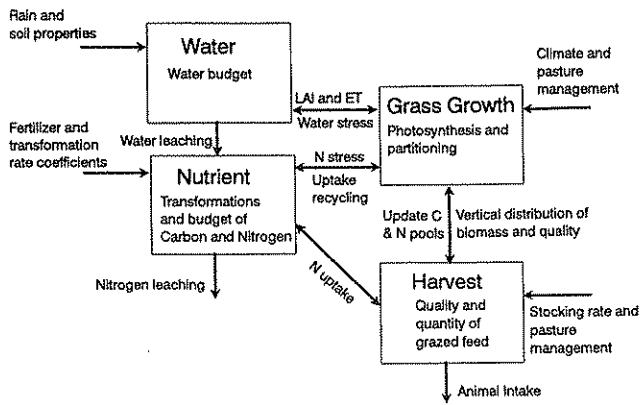 Rain and
soil properties
Water
Water budget
Climate and
pasture
management
LAI and ET
Water stress
Grass Growth
Photosynthesis and
partitioning
Fertilizer and
transformation
rate coefficients
Water leaching
N stress
Uptake
recycling
Nutrient
Transformations
and budget of
Carbon and Nitrogen
Update C
& N pools
Vertical distribution of
biomass and quality
Nitrogen leaching
N uptake
Harvest
Quality and
quantity of
grazed feed
Stocking rate and
pasture
management
Animal Intake